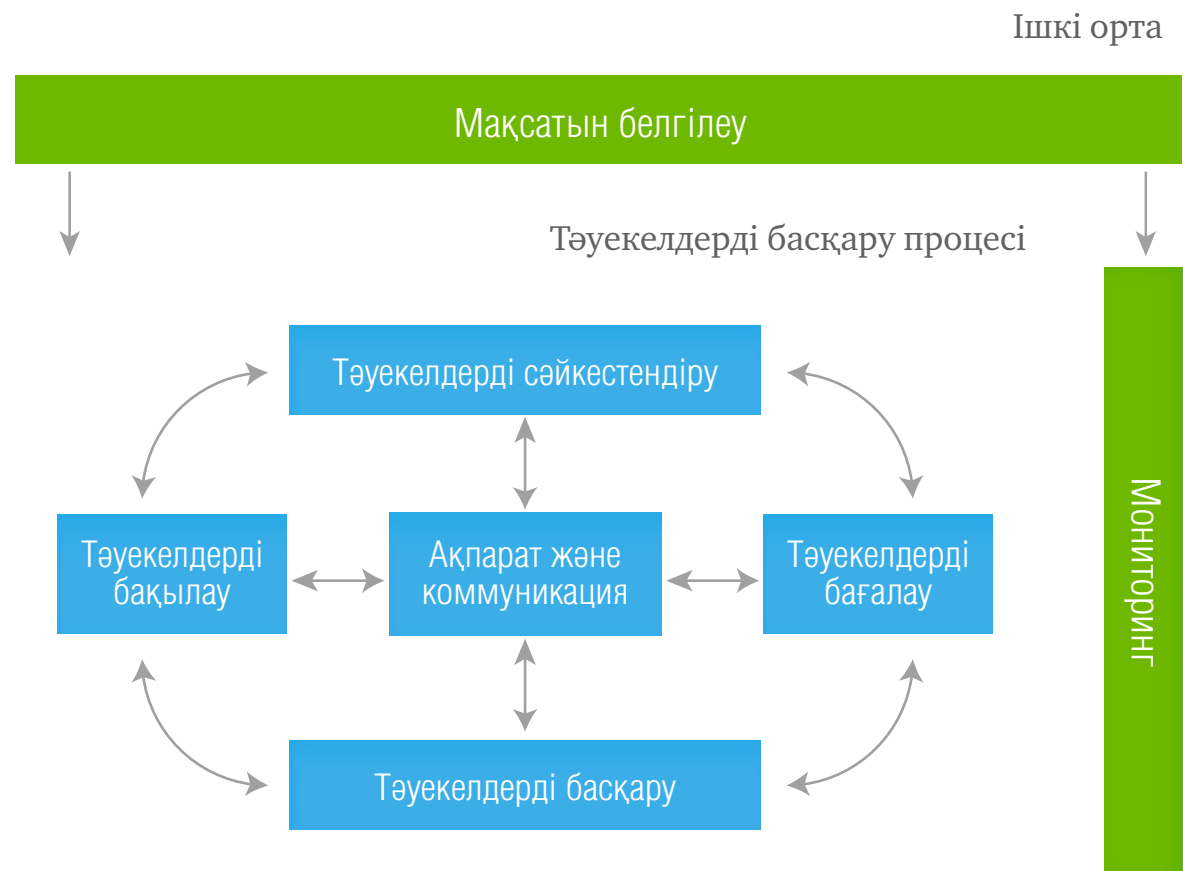 Ішкі орта
Мақсатын белгілеу
Тәуекелдерді басқару процесі
Тәуекелдерді сәйкестендіру
Тәуекелдерді
бақылау
Ақпарат және
коммуникация
Тәуекелдерді
бағалау
Мониторинг
Тәуекелдерді басқару